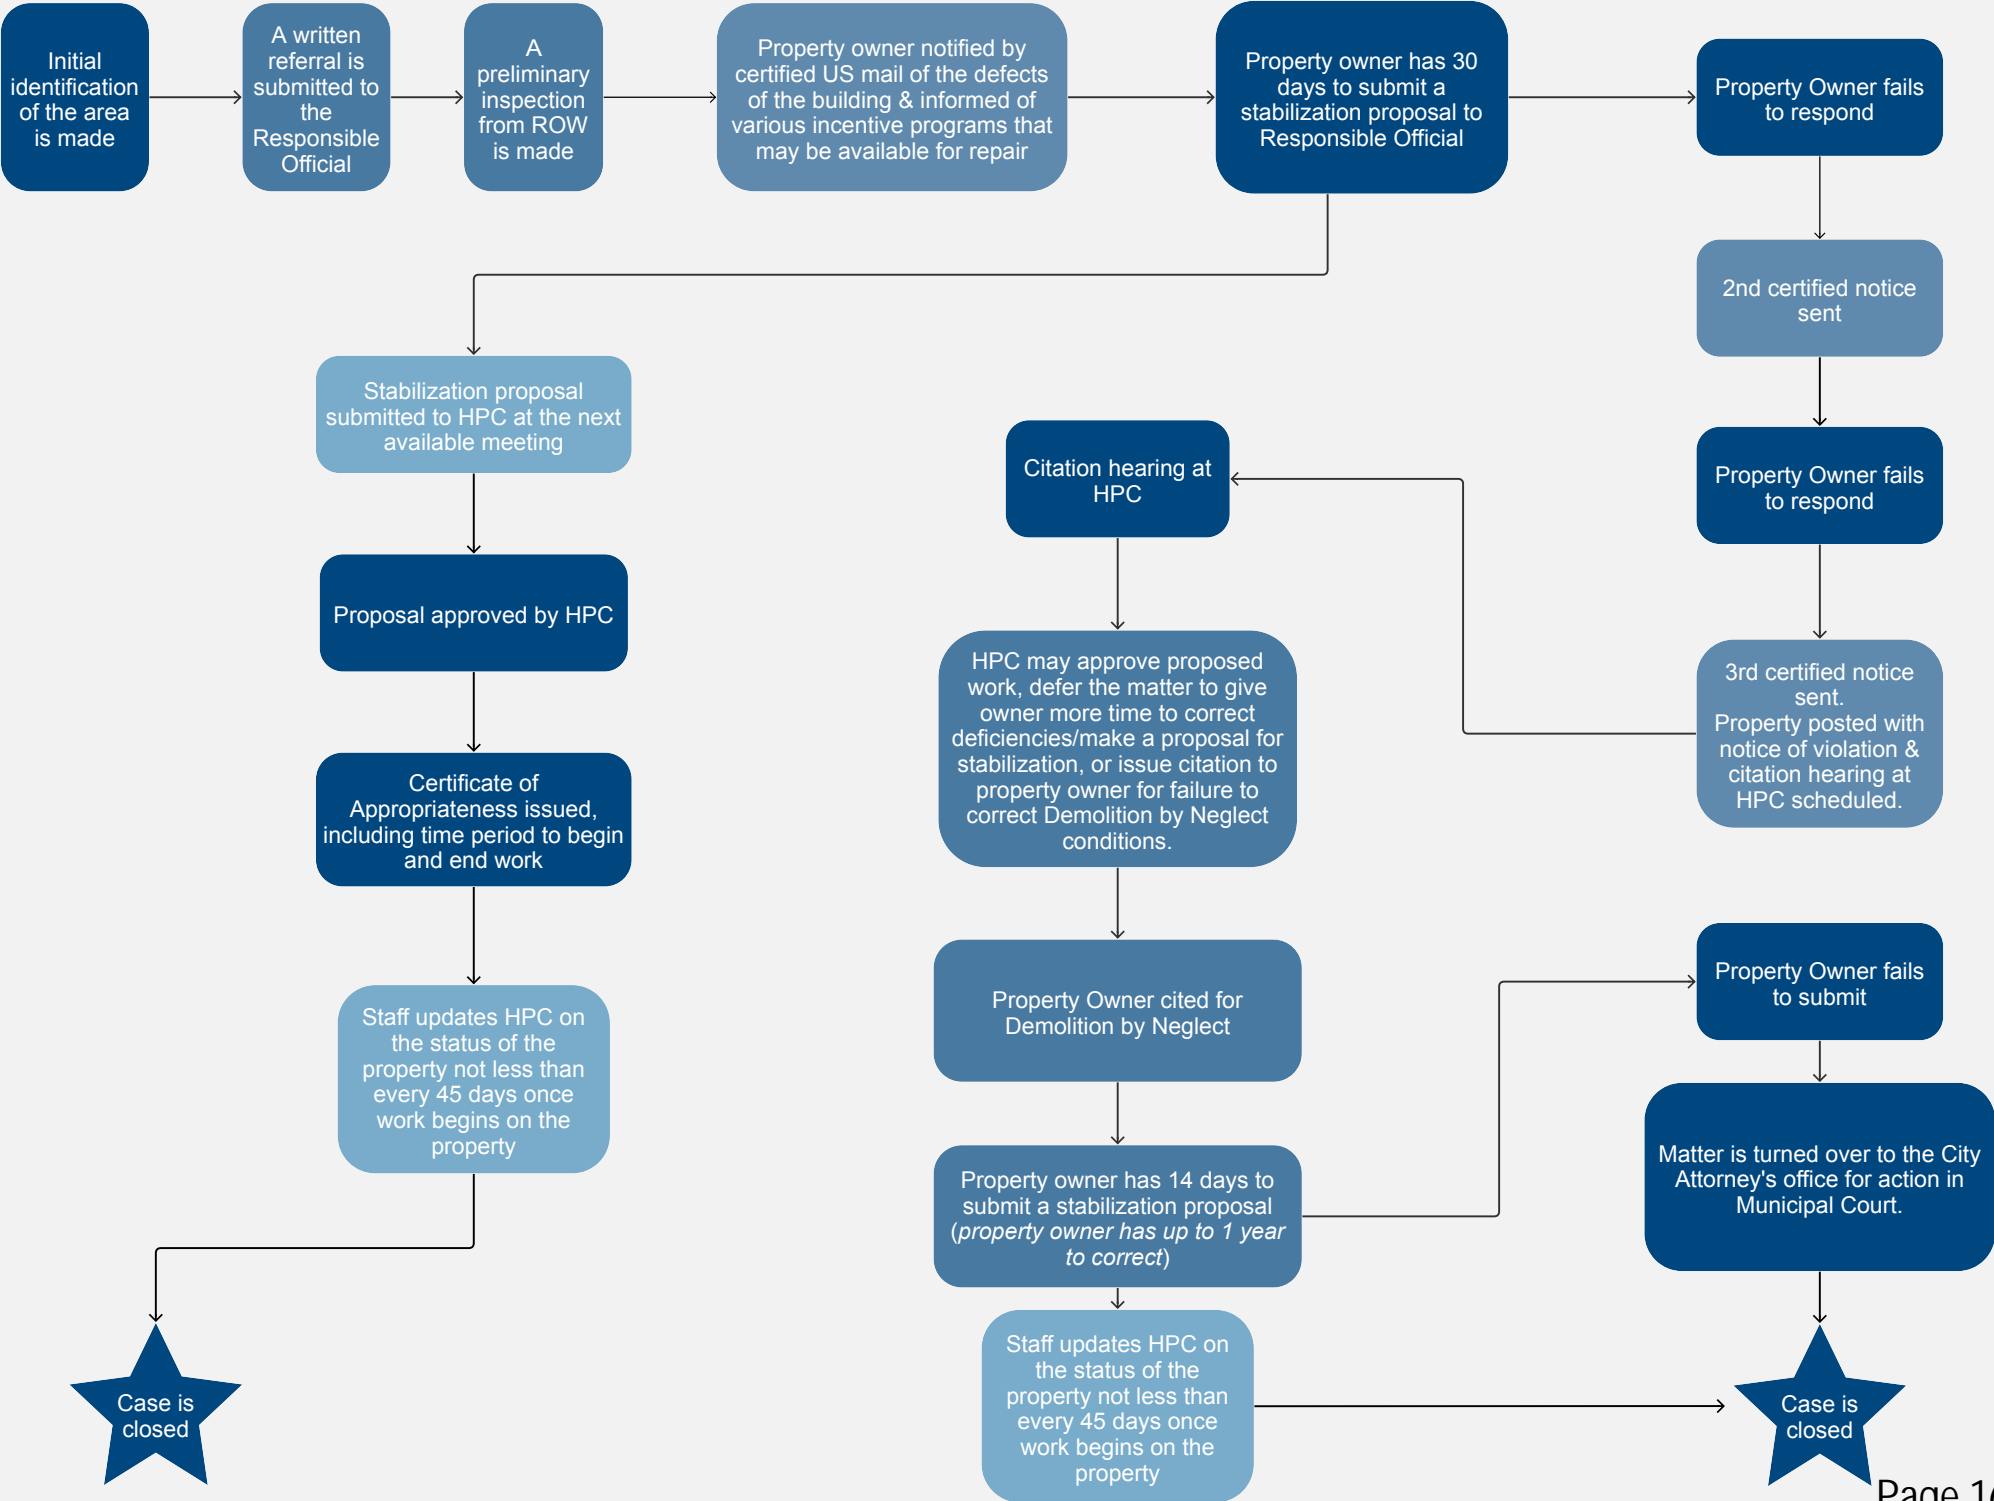 Initial
identification
of the area
is made
A written
referral is
submitted to
the
Responsible
Official
A
preliminary
inspection
from ROW
is made
Property owner notified by
certified US mail of the defects
of the building & informed of
various incentive programs that
may be available for repair
Property owner has 30
days to submit a
stabilization proposal to
Responsible Official
Property Owner fails
to respond
2nd certified notice
sent
Property Owner fails
to respond
3rd certified notice
sent.
Property posted with
notice of violation &
citation hearing at
HPC scheduled.
Stabilization proposal
submitted to HPC at the next
available meeting
Proposal approved by HPC
Certificate of
Appropriateness issued,
including time period to begin
and end work
Staff updates HPC on
the status of the
property not less than
every 45 days once
work begins on the
property
Case is
closed
Citation hearing at
HPC
HPC may approve proposed
work, defer the matter to give
owner more time to correct
deficiencies/make a proposal for
stabilization, or issue citation to
property owner for failure to
correct Demolition by Neglect
conditions.
Property Owner cited for
Demolition by Neglect
Property owner has 14 days to
submit a stabilization proposal
(property owner has up to 1 year
to correct)
Staff updates HPC on
the status of the
property not less than
every 45 days once
work begins on the
property
Property Owner fails
to submit
Matter is turned over to the City
Attorney's office for action in
Municipal Court.
Case is
closed
Page